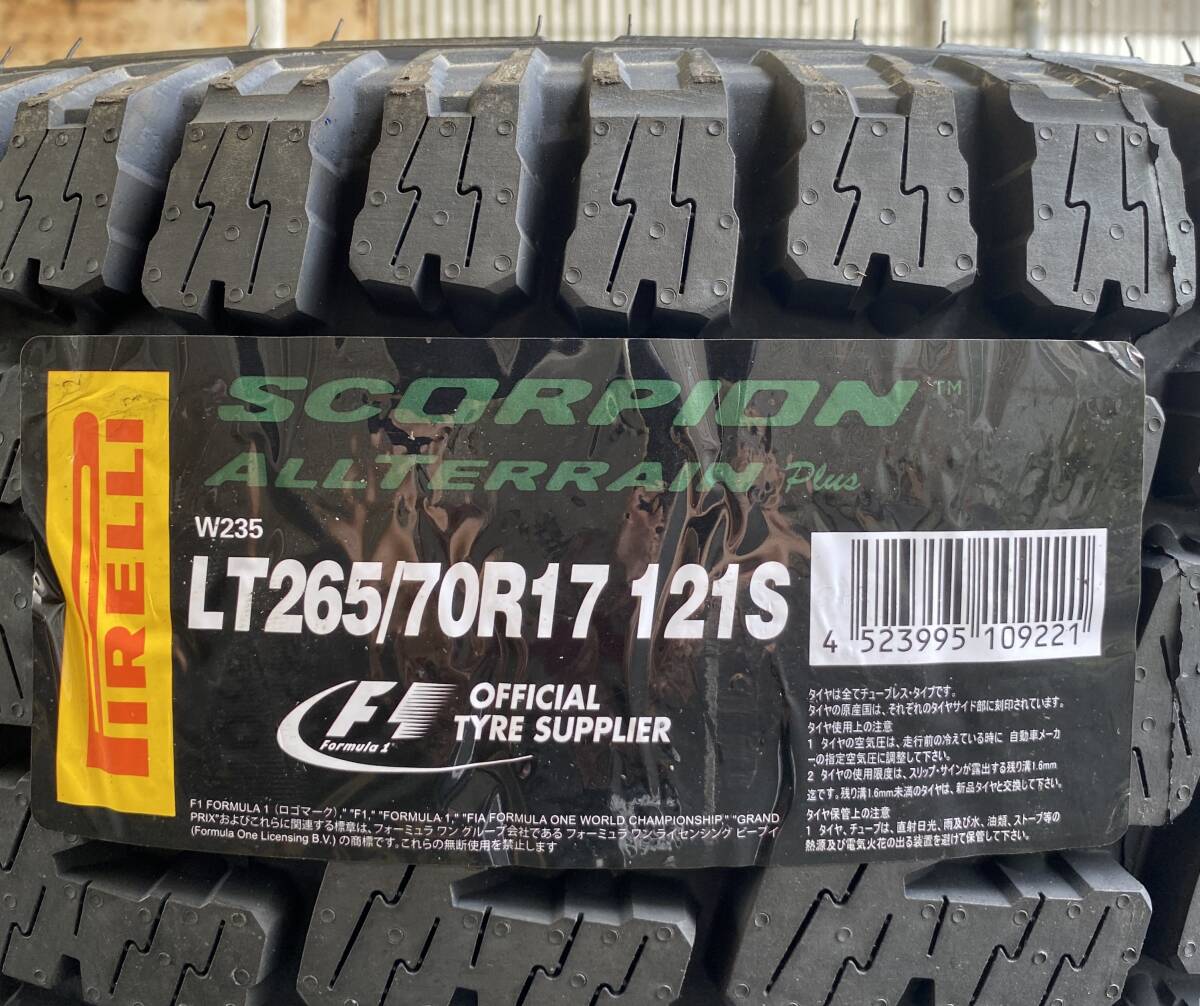 PIRELLI
SCORPION™
ALL TERRAIN Plus
W235
LT265/70R17 121S
4 523995 109221
F1
Formula 1
OFFICIAL
TYRE SUPPLIER
タイヤは全てチューブレス・タイプです。
タイヤの原産国は、それぞれのタイヤサイド部に刻印されています。
タイヤ使用上の注意
1 タイヤの空気圧は、走行前の冷えている時に 自動車メーカ
ーの指定空気圧に調整して下さい。
2 タイヤの使用限度は、スリップ・サインが露出する残り溝1.6mm
迄です。残り溝1.6mm未満のタイヤは、新品タイヤと交換して下さい。
タイヤ保管上の注意
1 タイヤ、チューブは、直射日光、雨及び水、油類、ストーブ等の
熱源及び電気火花の出る装置を避けて保管して下さい。
F1 FORMULA 1（ロゴマーク）," "F1," "FORMULA 1," "FIA FORMULA ONE WORLD CHAMPIONSHIP," "GRAND
PRIX"およびこれらに関連する標章は、フォーミュラ ワン グループ会社である フォーミュラ ワン ライセンシング ビーブイ
(Formula One Licensing B.V.) の商標です。これらの無断使用を禁止します